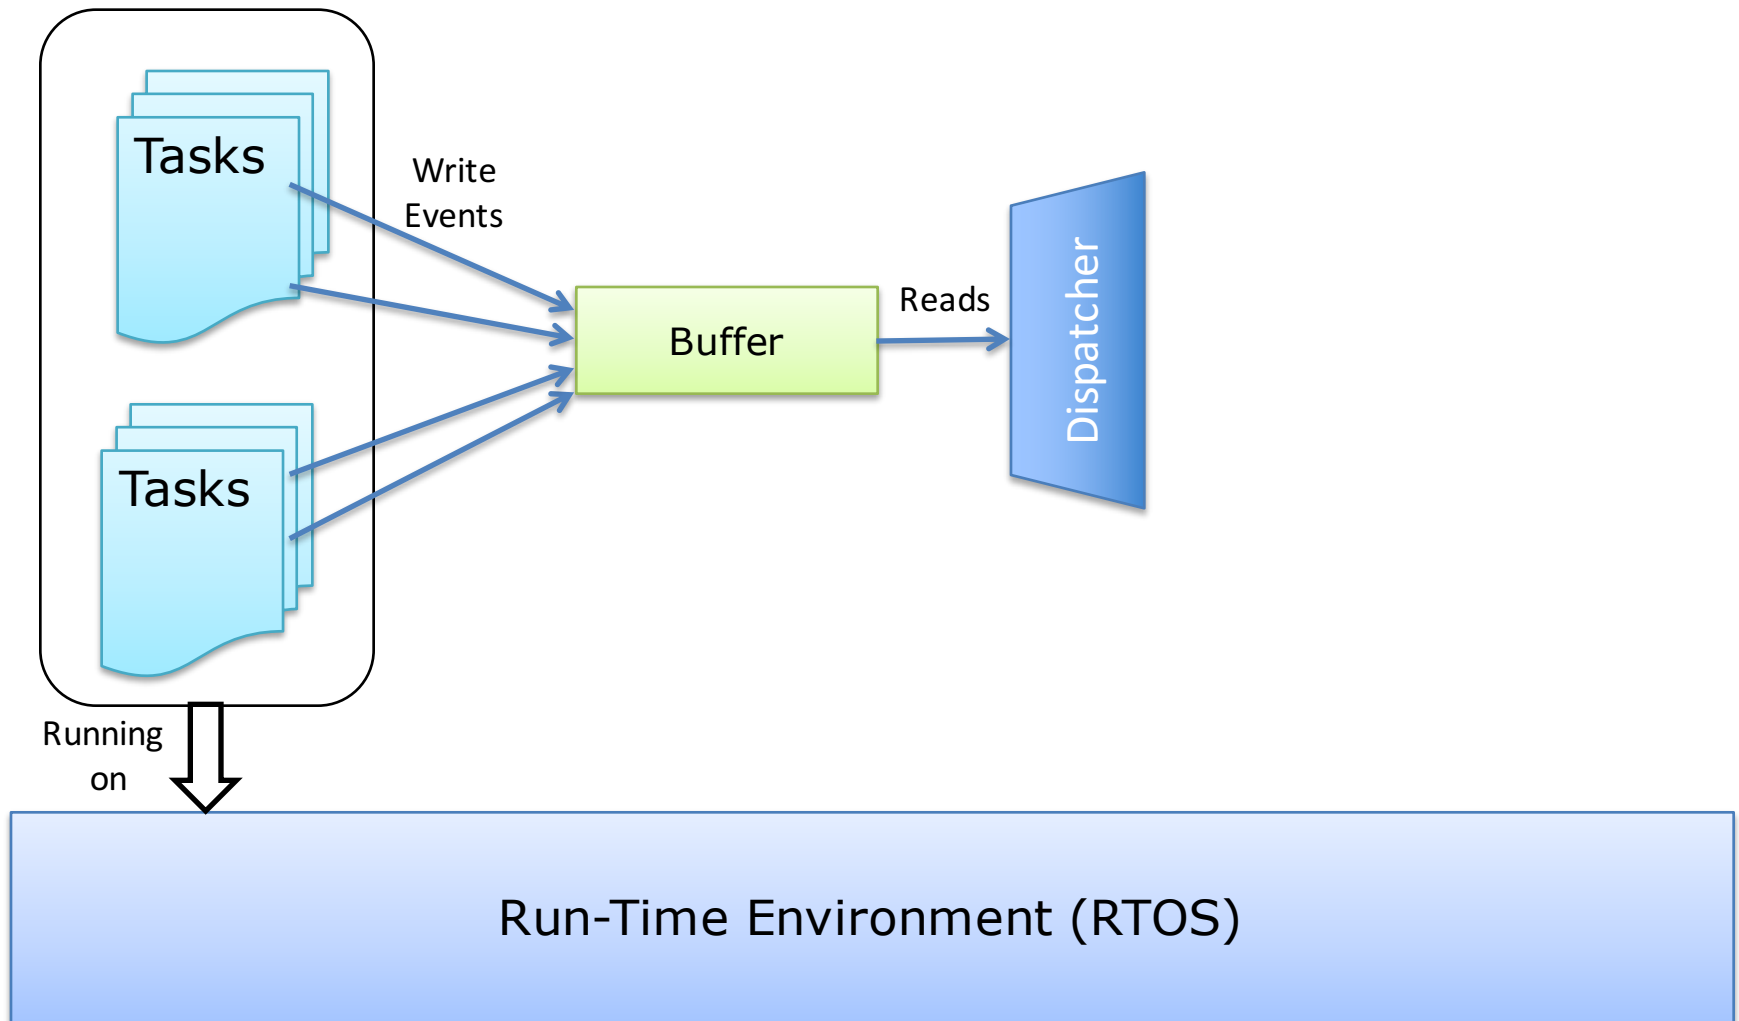 Tasks
Write
Events
Reads
Dispatcher
Buffer
Tasks
Running
on
Run-Time Environment (RTOS)